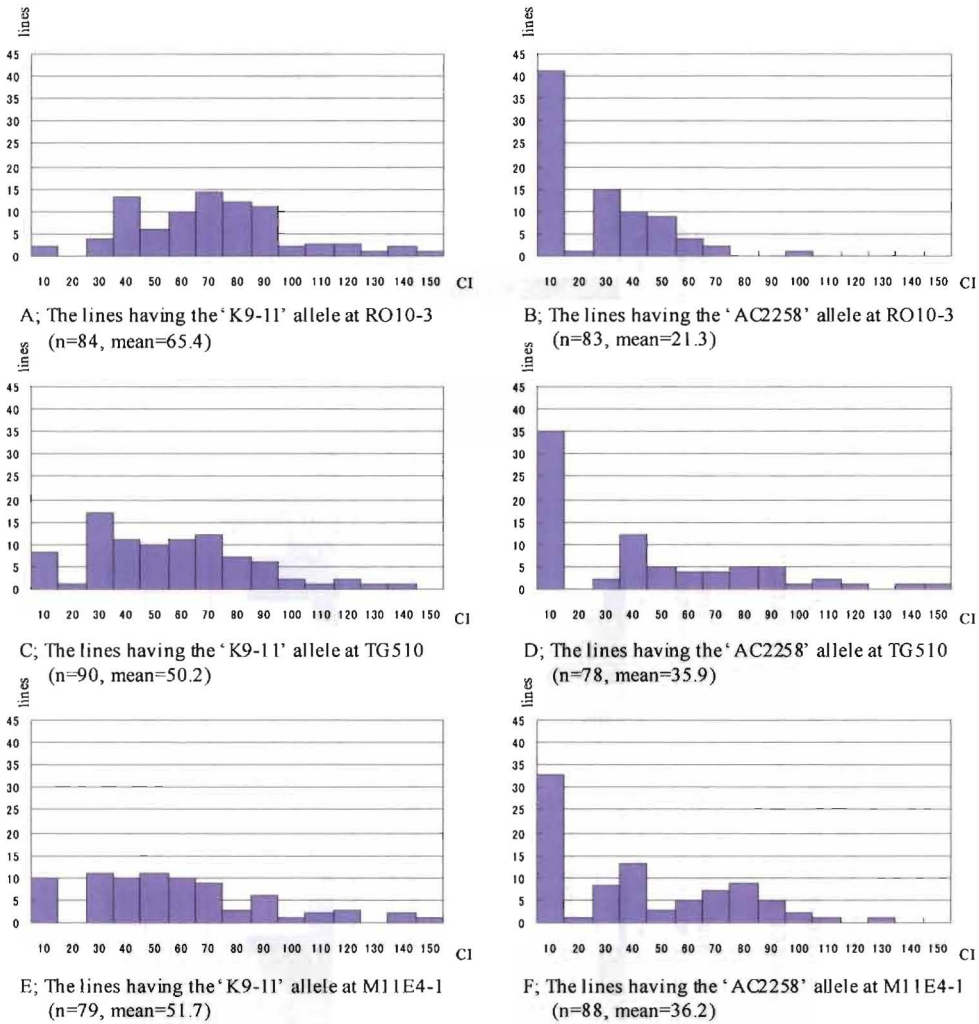 lines
45
40
35
30
25
20
15
10
5
0
10 20 30 40 50 60 70 80 90 100 110 120 130 140 150 CI
A; The lines having the ‘K9-11’ allele at RO10-3
(n=84, mean=65.4)
lines
45
40
35
30
25
20
15
10
5
0
10 20 30 40 50 60 70 80 90 100 110 120 130 140 150 CI
B; The lines having the ‘AC2258’ allele at RO10-3
(n=83, mean=21.3)
lines
45
40
35
30
25
20
15
10
5
0
10 20 30 40 50 60 70 80 90 100 110 120 130 140 150 CI
C; The lines having the ‘K9-11’ allele at TG510
(n=90, mean=50.2)
45
40
35
30
25
20
15
10
5
0
10 20 30 40 50 60 70 80 90 100 110 120 130 140 150 CI
D; The lines having the ‘AC2258’ allele at TG510
(n=78, mean=35.9)
lines
45
40
35
30
25
20
15
10
5
0
10 20 30 40 50 60 70 80 90 100 110 120 130 140 150 CI
E; The lines having the ‘K9-11’ allele at M11E4-1
(n=79, mean=51.7)
lines
45
40
35
30
25
20
15
10
5
0
10 20 30 40 50 60 70 80 90 100 110 120 130 140 150 CI
F; The lines having the ‘AC2258’ allele at M11E4-1
(n=88, mean=36.2)